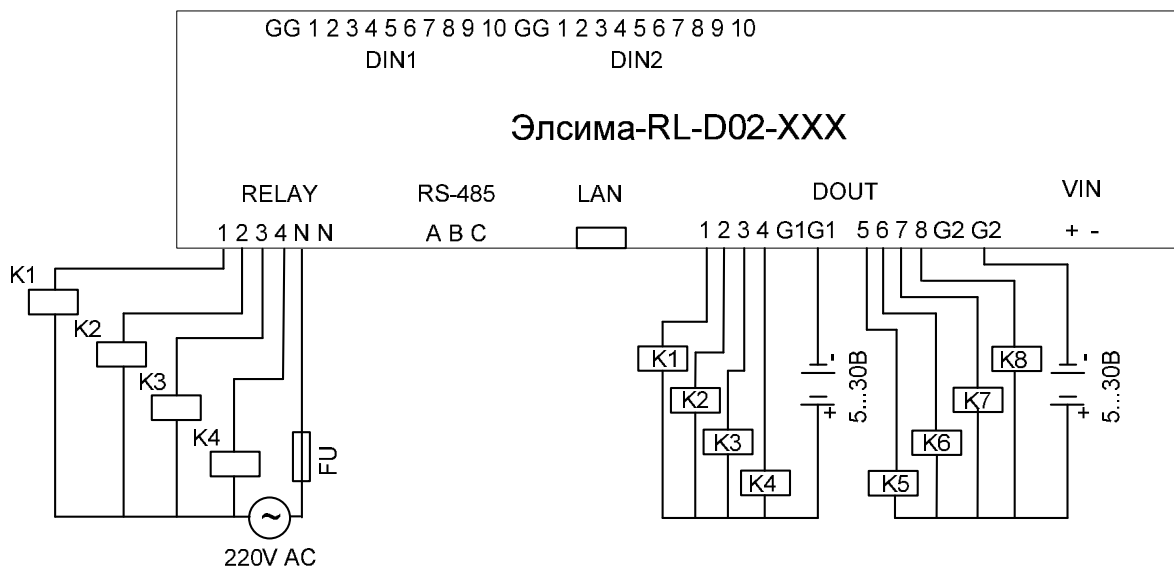 GG 1 2 3 4 5 6 7 8 9 10 GG 1 2 3 4 5 6 7 8 9 10
DIN1 DIN2
Элсима-RL-D02-XXX
RELAY RS-485 LAN DOUT VIN
1 2 3 4 N N A B C 1 2 3 4 G1G1 5 6 7 8 G2 G2 + -
K1
K2
K3
K4
FU
~
220V AC
K1
K2
K3
K4
-
+
5...30В
K5
K6
K7
K8
-
+
5...30В